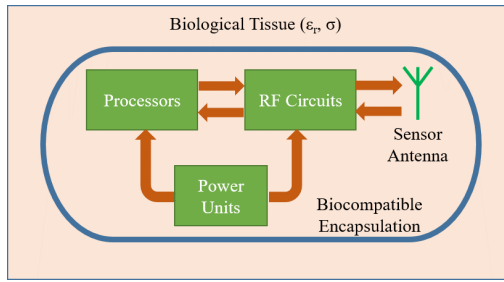 Biological Tissue (εr, σ)
Processors
RF Circuits
Sensor
Antenna
Power
Units
Biocompatible
Encapsulation